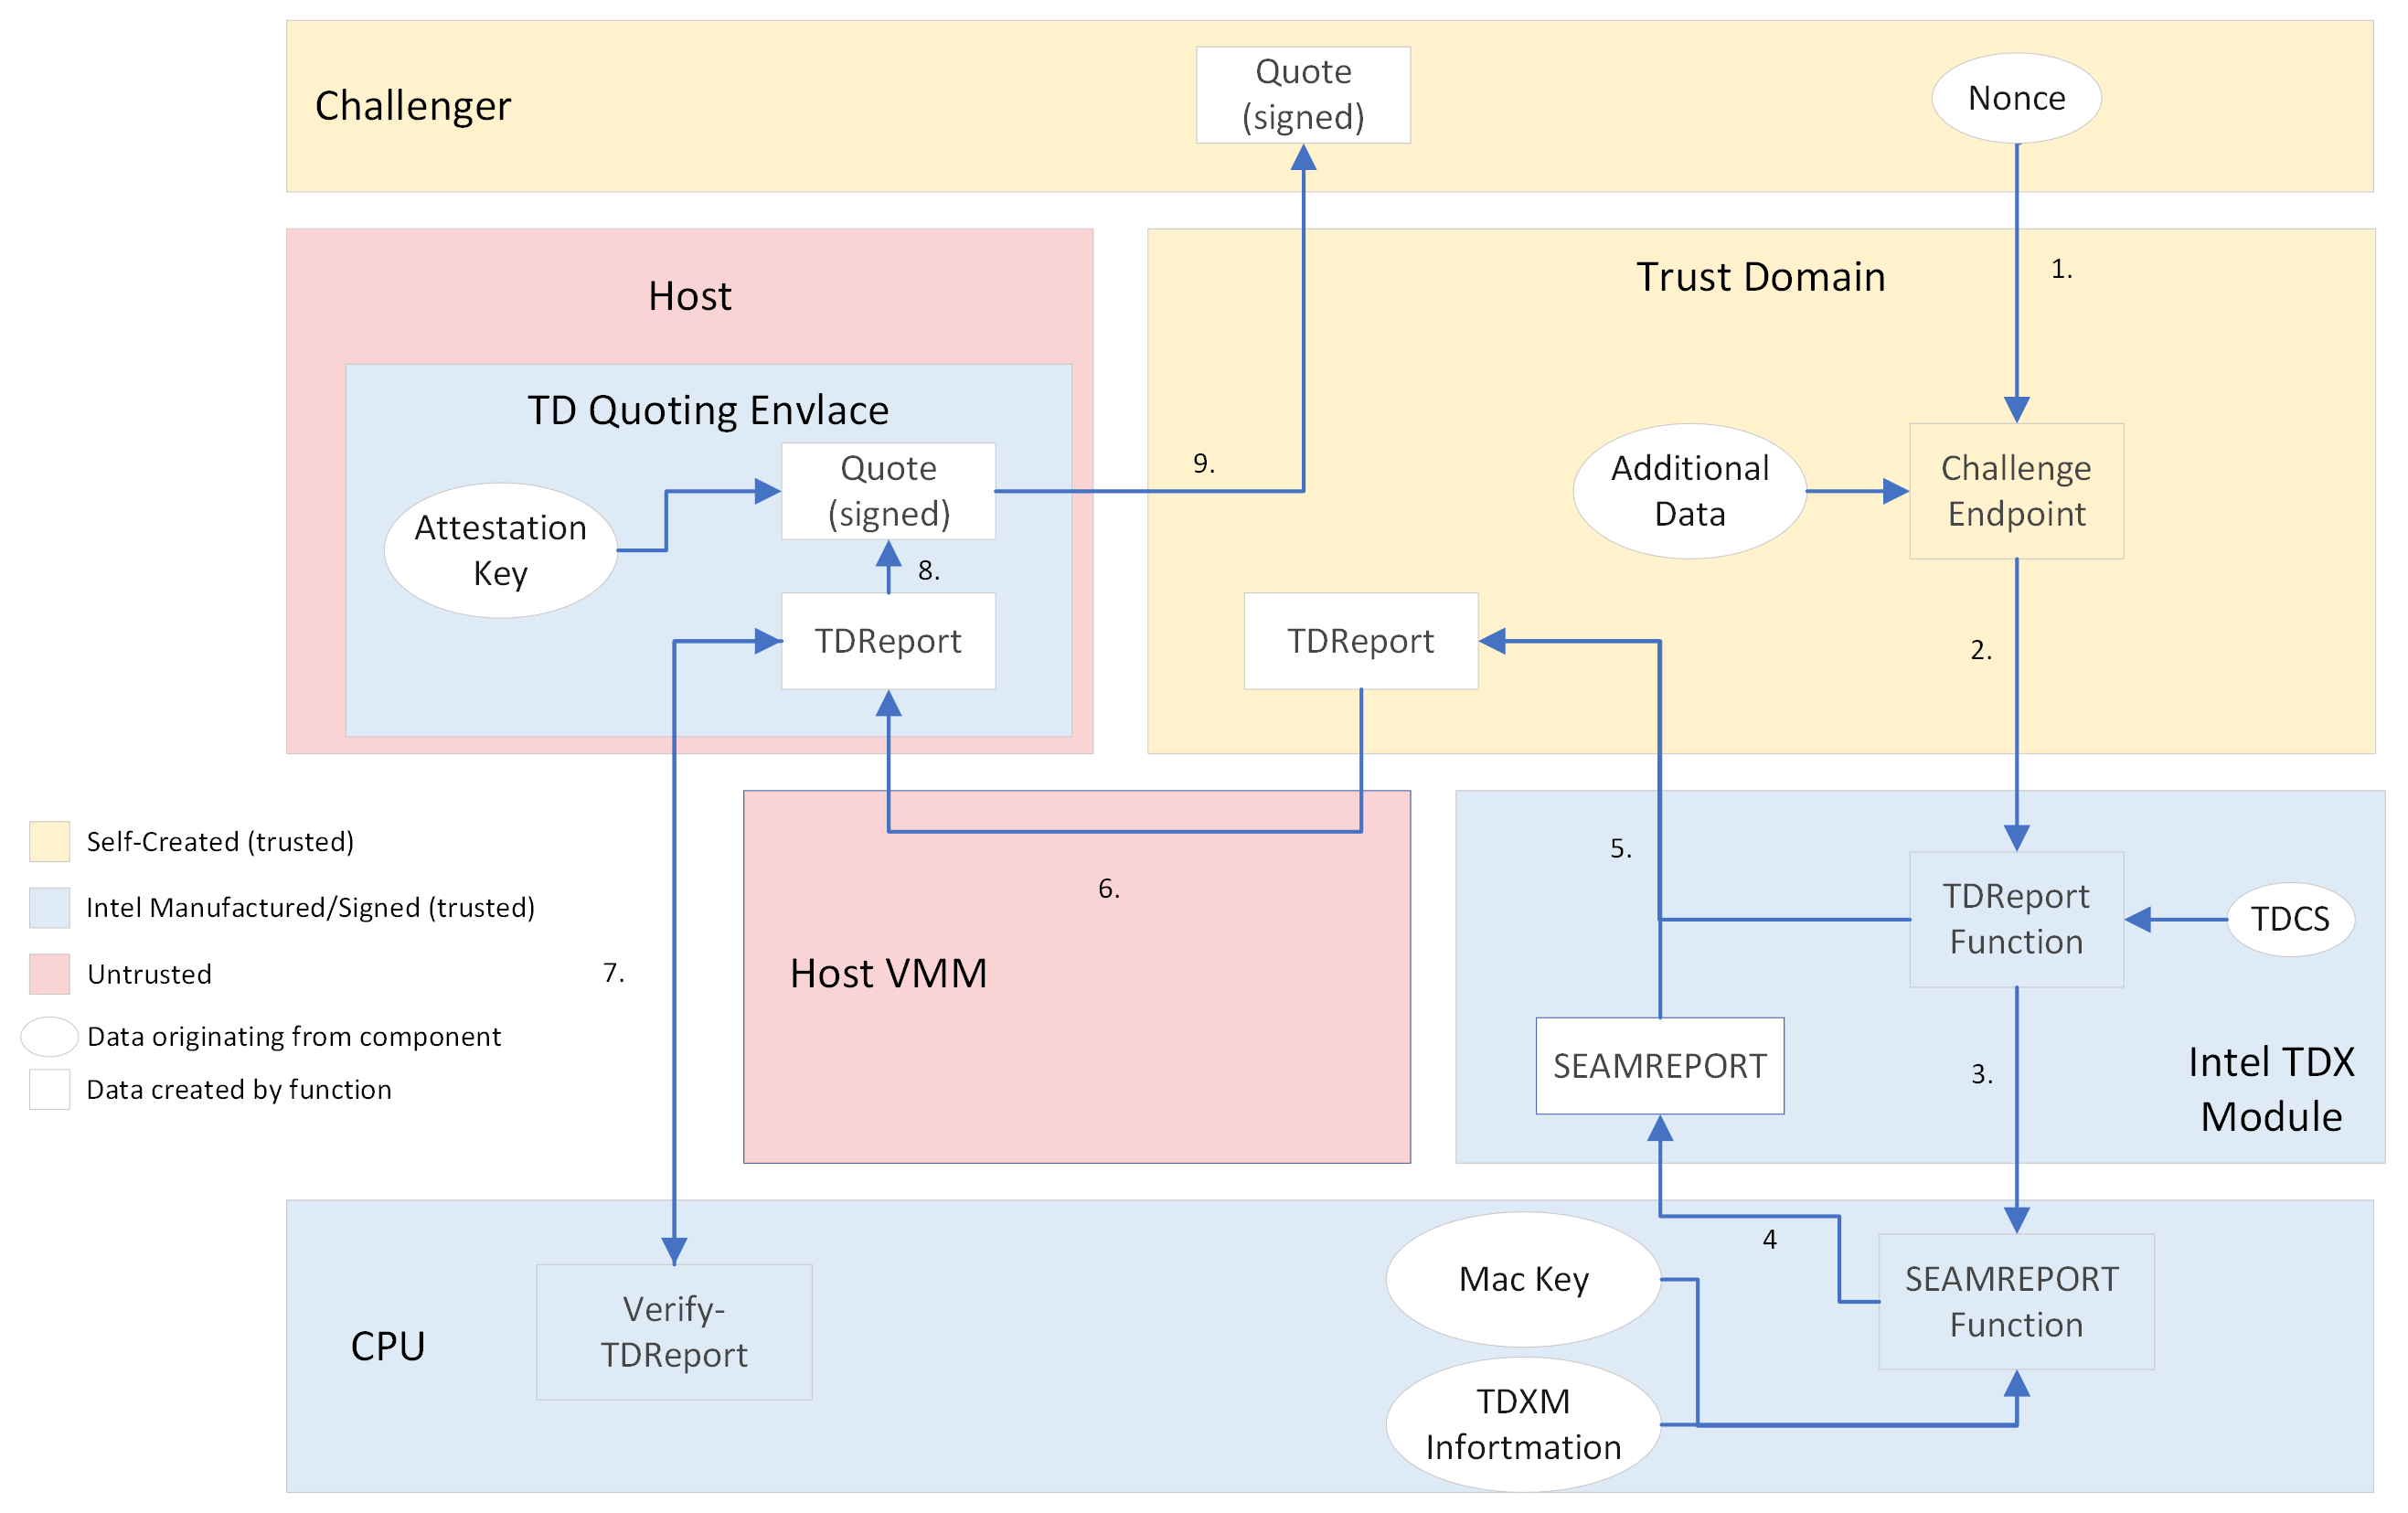 Challenger
Quote
(signed)
Nonce
1.
Host
Trust Domain
TD Quoting Envlace
Quote
(signed)
9.
Additional
Data
Challenge
Endpoint
Attestation
Key
8.
TDReport
TDReport
2.
Self-Created (trusted)
Intel Manufactured/Signed (trusted)
Untrusted
Data originating from component
Data created by function
7.
6.
Host VMM
5.
TDReport
Function
TDCS
SEAMREPORT
3.
Intel TDX
Module
4
CPU
Verify-
TDReport
Mac Key
SEAMREPORT
Function
TDXM
Infortmation